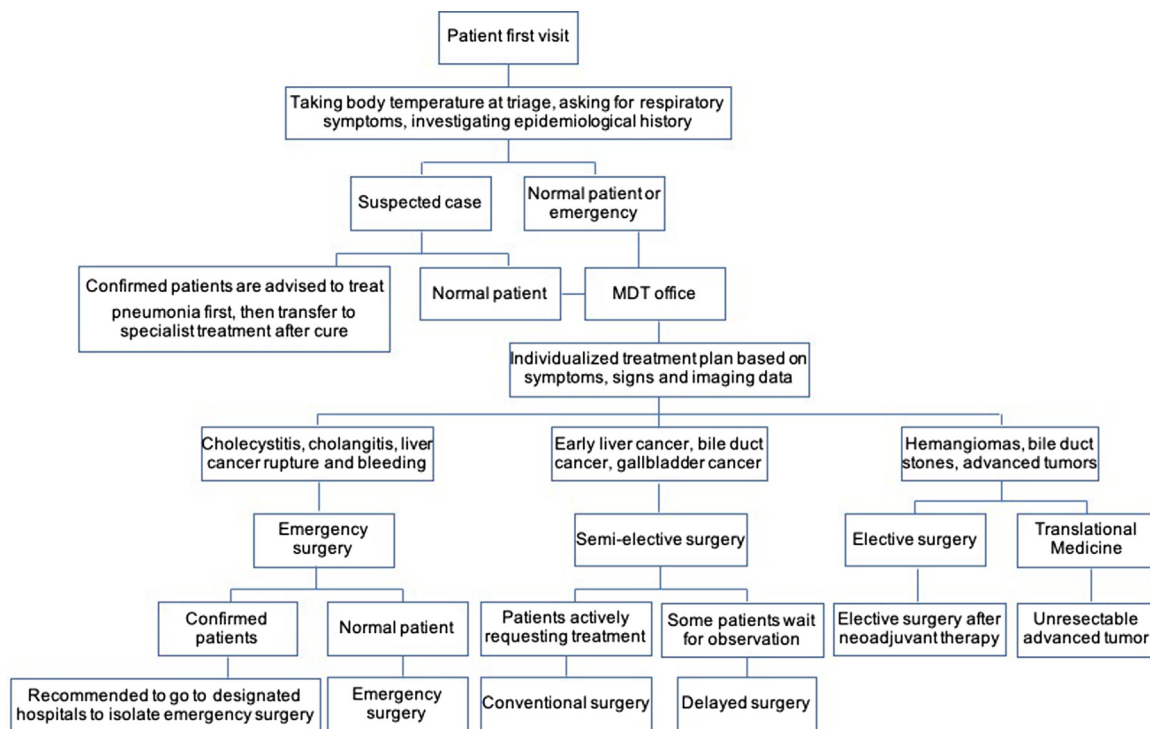 Patient first visit
Taking body temperature at triage, asking for respiratory
symptoms, investigating epidemiological history
Suspected case
Normal patient or
emergency
Confirmed patients are advised to treat
pneumonia first, then transfer to
specialist treatment after cure
Normal patient
MDT office
Individualized treatment plan based on
symptoms, signs and imaging data
Cholecystitis, cholangitis, liver
cancer rupture and bleeding
Early liver cancer, bile duct
cancer, gallbladder cancer
Hemangiomas, bile duct
stones, advanced tumors
Emergency
surgery
Semi-elective surgery
Elective surgery
Translational
Medicine
Confirmed
patients
Normal patient
Patients actively
requesting treatment
Some patients wait
for observation
Elective surgery after
neoadjuvant therapy
Unresectable
advanced tumor
Recommended to go to designated
hospitals to isolate emergency surgery
Emergency
surgery
Conventional surgery
Delayed surgery